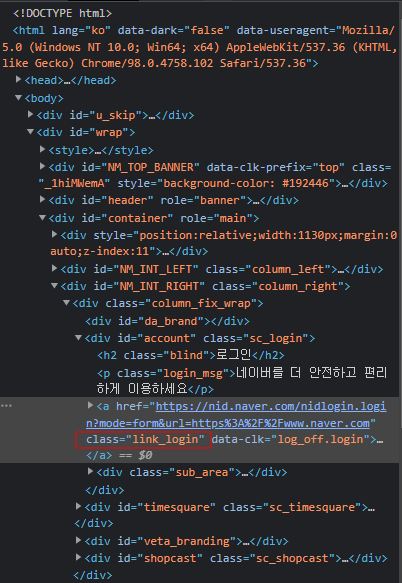 <!DOCTYPE html>
<html lang="ko" data-dark="false" data-useragent="Mozilla/
5.0 (Windows NT 10.0; Win64; x64) AppleWebKit/537.36 (KHTML,
like Gecko) Chrome/98.0.4758.102 Safari/537.36">
▶<head>…</head>
▼<body>
▶<div id="u_skip">…</div>
▼<div id="wrap">
▶<style>…</style>
▶<div id="NM_TOP_BANNER" data-clk-prefix="top" class=
"_1hiMWemA" style="background-color: #192446">…</div>
▶<div id="header" role="banner">…</div>
▼<div id="container" role="main">
▶<div style="position:relative;width:1130px;margin:0
auto;z-index:11">…</div>
▶<div id="NM_INT_LEFT" class="column_left">…</div>
▼<div id="NM_INT_RIGHT" class="column_right">
▼<div class="column_fix_wrap">
<div id="da_brand"></div>
▼<div id="account" class="sc_login">
<h2 class="blind">로그인</h2>
<p class="login_msg">네이버를 더 안전하고 편리
하게 이용하세요</p>
… ▶<a href="https://nid.naver.com/nidlogin.logi
n?mode=form&url=https%3A%2F%2Fwww.naver.com"
class="link_login" data-clk="log_off.login">…
</a> == $0
▶<div class="sub_area">…</div>
</div>
▶<div id="timesquare" class="sc_timesquare">…
</div>
▶<div id="veta_branding">…</div>
▶<div id="shopcast" class="sc_shopcast">…</div>
</div>